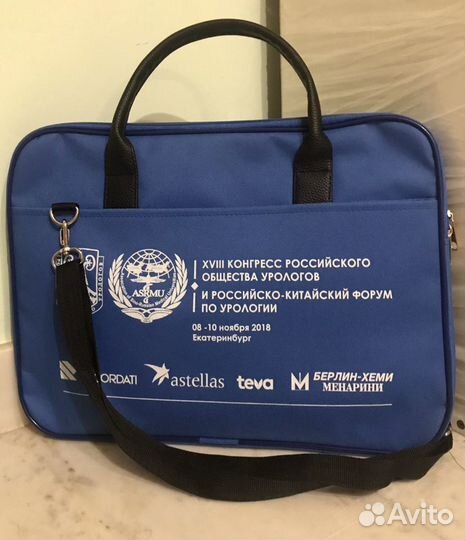 XVIII КОНГРЕСС РОССИЙСКОГО
ОБЩЕСТВА УРОЛОГОВ
И РОССИЙСКО-КИТАЙСКИЙ ФОРУМ
ПО УРОЛОГИИ
08 -10 ноября 2018
Екатеринбург
ASRMU
ORDATI
astellas
teva
БЕРЛИН-ХЕМИ
МЕНАРИНИ
Avito